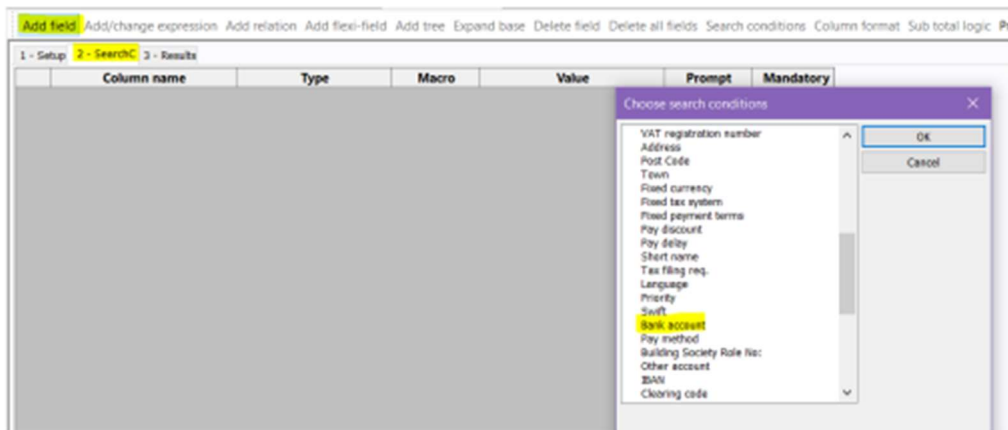 Add field Add/change expression Add relation Add flexi-field Add tree Expand base Delete field Delete all fields Search conditions Column format Sub total logic
1 - Setup 2 - SearchC 3 - Results
Column name Type Macro Value Prompt Mandatory
Choose search conditions
VAT registration number
OK
Address
Post Code
Cancel
Town
Fixed currency
Fixed tax system
Fixed payment terms
Pay discount
Pay delay
Short name
Tax filing req.
Language
Priority
Swift
Bank account
Pay method
Building Society Role No:
Other account
IBAN
Clearing code